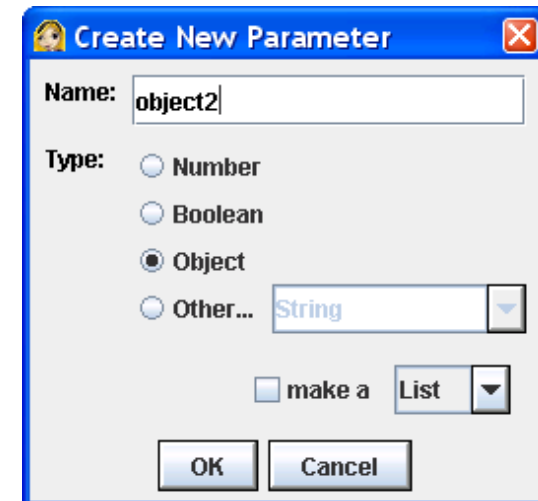 Create New Parameter
Name: object2
Type: Number
Boolean
Object
Other... String
make a List
OK Cancel